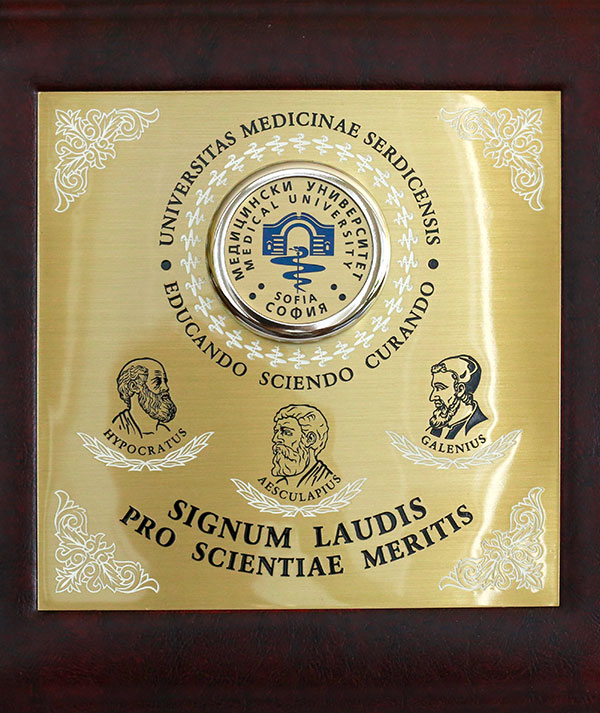 • UNIVERSITAS MEDICINAE SERDICENSIS •
EDUCANDO SCIENDO CURANDO
МЕДИЦИНСКИ УНИВЕРСИТЕТ
MEDICAL UNIVERSITY
• SOFIA •
СОФИЯ
HYPOCRATUS
AESCULAPIUS
GALENIUS
SIGNUM LAUDIS
PRO SCIENTIAE MERITIS